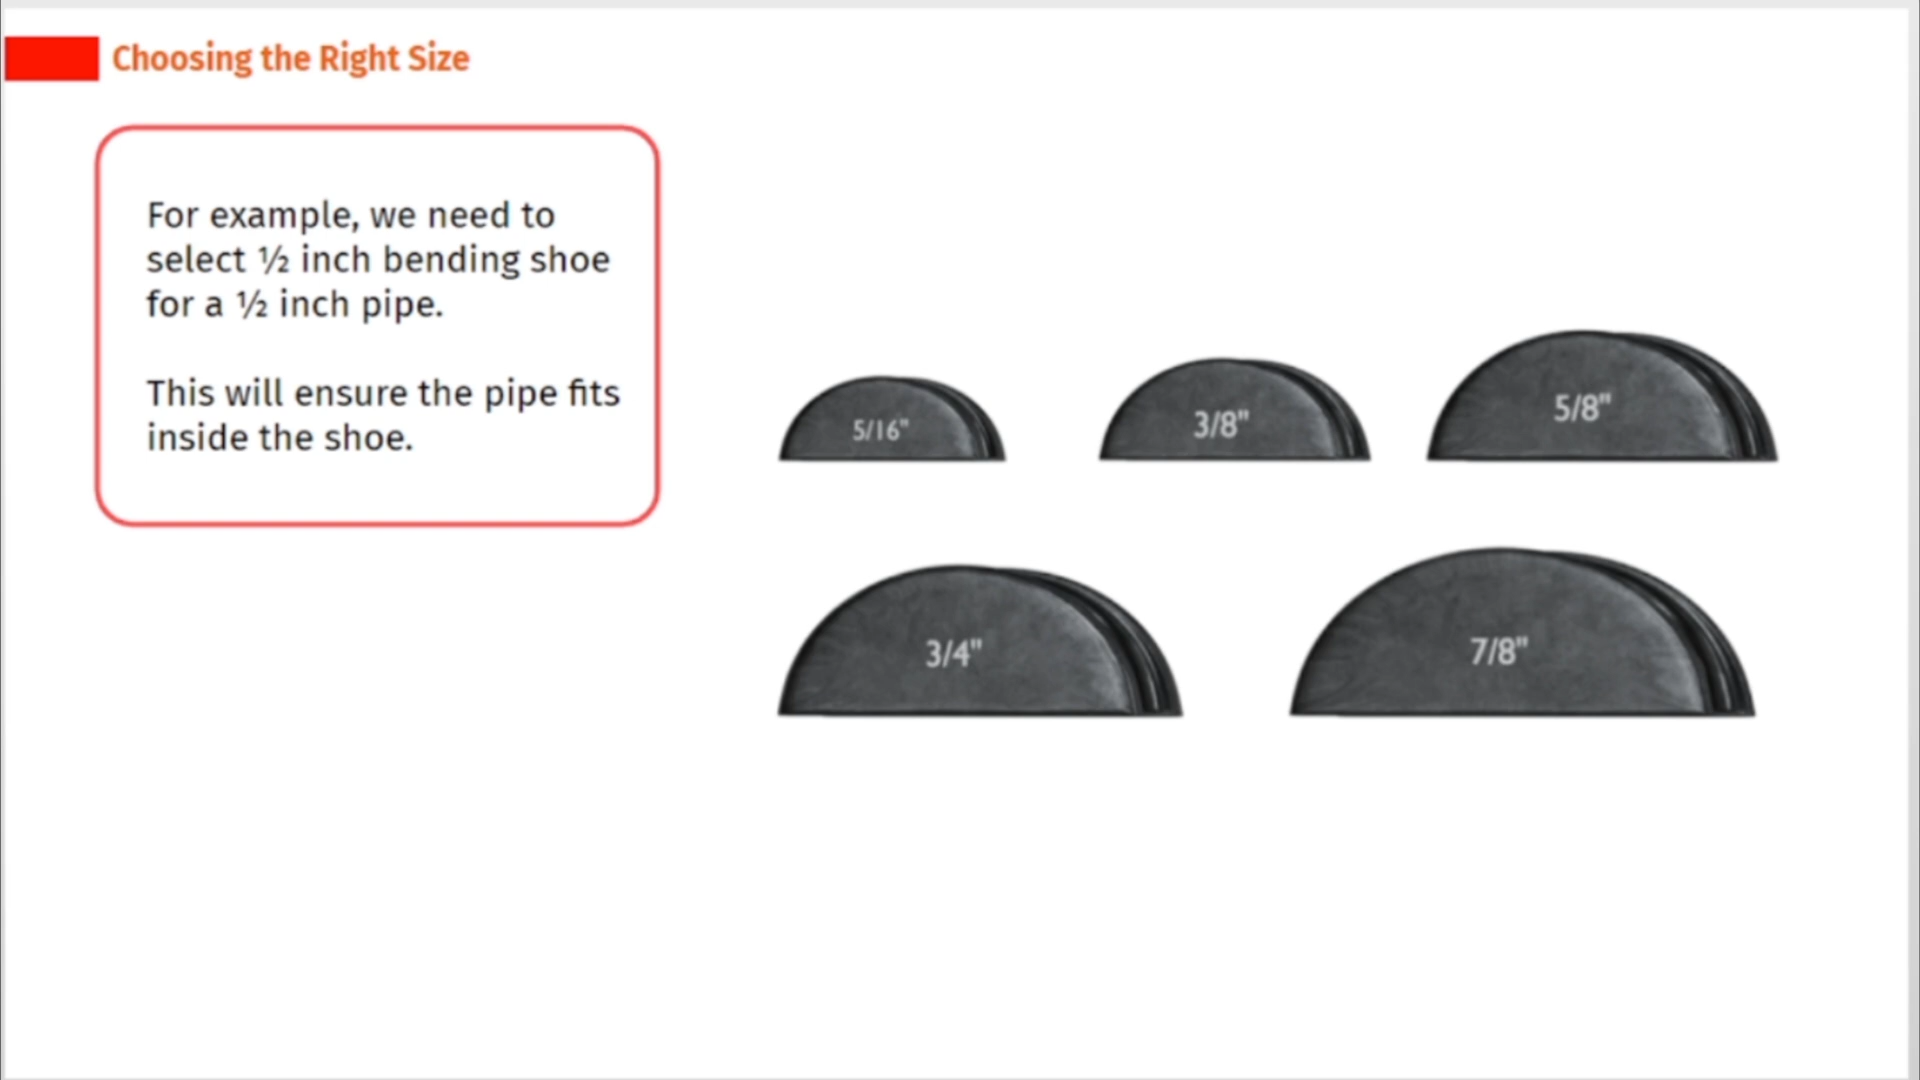 Choosing the Right Size
For example, we need to
select ½ inch bending shoe
for a ½ inch pipe.
This will ensure the pipe fits
inside the shoe.
5/16"
3/8"
5/8"
3/4"
7/8"